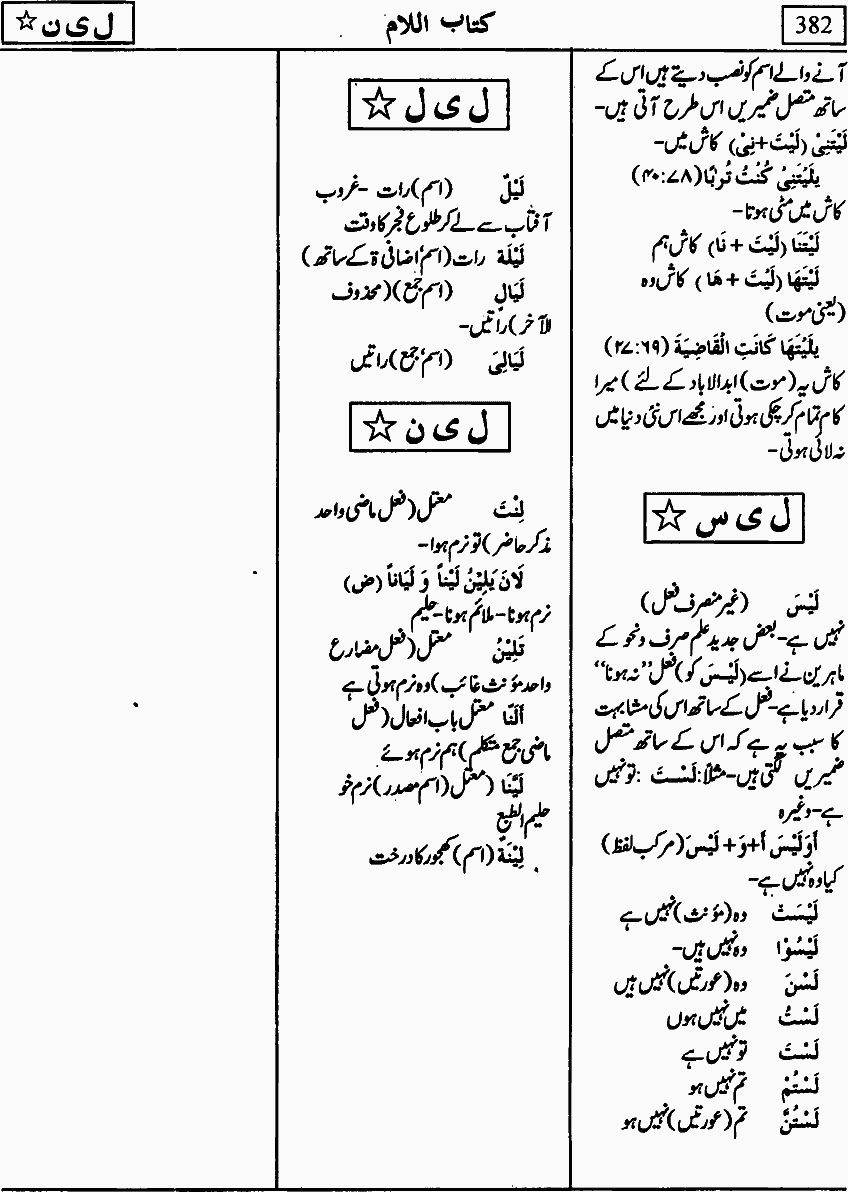 382
کتاب اللام
ل ی ن ☆
آنے والے اسم کو نصب دیتے ہیں اس کے
ساتھ متصل ضمیریں اس طرح آتی ہیں-
لَیْتَنِیْ (لَیْتَ+نِیْ) کاش میں-
یٰلَیْتَنِیْ کُنْتُ تُرٰبًا (۴۰:۷۸)
کاش میں مٹی ہوتا-
لَیْتَنَا (لَیْتَ + نَا) کاش ہم
لَیْتَهَا (لَیْتَ + هَا) کاش وہ
(یعنی موت)
یٰلَیْتَهَا کَانَتِ الْقَاضِیَةَ (۲۷:۶۹)
کاش یہ (موت) ابدالاباد کے لئے ) میرا
کام تمام کر چکی ہوتی اور مجھے اس نئی دنیا میں
نہ لائی ہوتی-
ل ی س ☆
لَیْسَ (غیر منصرف فعل)
نہیں ہے- بعض جدید علم صرف ونحو کے
ماہرین نے اسے (لَیْسَ کو) فعل "نہ ہونا"
قرار دیا ہے- فعل کے ساتھ اس کی مشابہت
کا سبب یہ ہے کہ اس کے ساتھ متصل
ضمیریں لگتی ہیں- مثلاً: لَسْتَ :تو نہیں
ہے- وغیرہ
أَوَلَیْسَ أ+وَ+ لَیْسَ (مرکب لفظ)
کیا وہ نہیں ہے-
لَیْسَتْ وہ (مؤنث) نہیں ہے
لَیْسُوْا وہ نہیں ہیں-
لَسْنَ وہ (عورتیں) نہیں ہیں
لَسْتُ میں نہیں ہوں
لَسْتَ تو نہیں ہے
لَسْتُمْ تم نہیں ہو
لَسْتُنَّ تم (عورتیں) نہیں ہو
ل ی ل ☆
لَیْلٌ (اسم) رات -غروب
آفتاب سے لے کر طلوع فجر کا وقت
لَیْلَة رات (اسم' اضافی ة کے ساتھ)
لَیَالٍ (اسم' جمع) (محذوف
الآخر) راتیں-
لَیَالِیَ (اسم' جمع) راتیں
ل ی ن ☆
لِنْتَ معتل (فعل ماضی واحد
مذکر حاضر) تو نرم ہوا-
لَانَ یَلِیْنُ لَیْناً وَ لَیَاناً (ض)
نرم ہونا- ملائم ہونا- حلیم
تَلِیْنُ معتل (فعل مضارع
واحد مؤنث غائب) وہ نرم ہوتی ہے
أَلَنَّا معتل باب افعال (فعل
ماضی جمع متکلم) ہم نرم ہوئے
لَیِّنَا (معتل (اسم مصدر) نرم خو
حلیم الطبع
لِیْنَةٌ (اسم) کھجور کا درخت